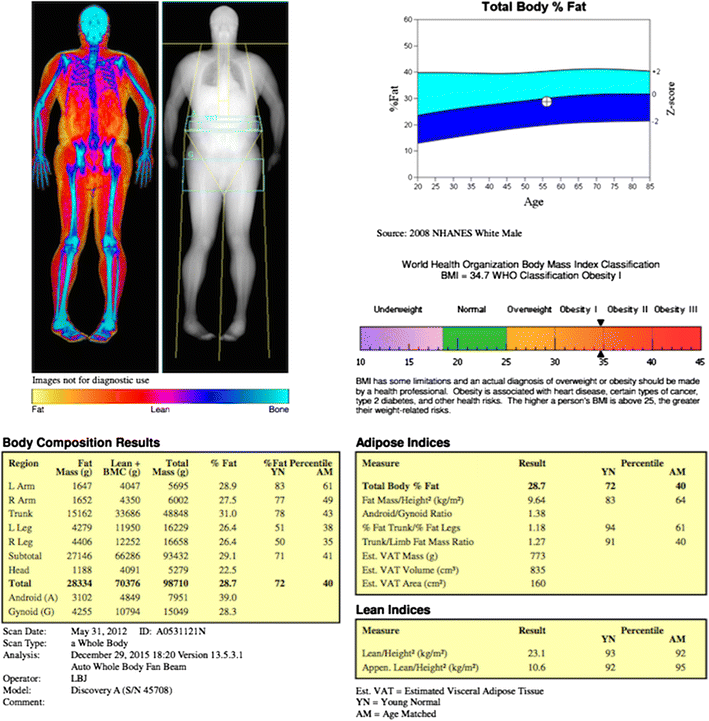 Total Body % Fat
60
50
40
30
20
10
0
%Fat
+2
0
-2
Z-score
20 25 30 35 40 45 50 55 60 65 70 75 80 85
Age
Source: 2008 NHANES White Male
World Health Organization Body Mass Index Classification
BMI = 34.7 WHO Classification Obesity I
Underweight Normal Overweight Obesity I Obesity II Obesity III
10 15 20 25 30 35 40 45
BMI has some limitations and an actual diagnosis of overweight or obesity should be made
by a health professional. Obesity is associated with heart disease, certain types of cancer,
type 2 diabetes, and other health risks. The higher a person's BMI is above 25, the greater
their weight-related risks.
Images not for diagnostic use
Fat Lean Bone
Body Composition Results
Region Fat Mass (g) Lean + BMC (g) Total Mass (g) % Fat %Fat Percentile YN AM
L Arm 1647 4047 5695 28.9 83 61
R Arm 1652 4350 6002 27.5 77 49
Trunk 15162 33686 48848 31.0 78 43
L Leg 4279 11950 16229 26.4 51 38
R Leg 4406 12252 16658 26.4 50 35
Subtotal 27146 66286 93432 29.1 71 41
Head 1188 4091 5279 22.5
Total 28334 70376 98710 28.7 72 40
Android (A) 3102 4849 7951 39.0
Gynoid (G) 4255 10794 15049 28.3
Scan Date: May 31, 2012 ID: A0531121N
Scan Type: a Whole Body
Analysis: December 29, 2015 18:20 Version 13.5.3.1
Auto Whole Body Fan Beam
Operator: LBJ
Model: Discovery A (S/N 45708)
Comment:
Adipose Indices
Measure Result Percentile YN AM
Total Body % Fat 28.7 72 40
Fat Mass/Height² (kg/m²) 9.64 83 64
Android/Gynoid Ratio 1.38
% Fat Trunk/% Fat Legs 1.18 94 61
Trunk/Limb Fat Mass Ratio 1.27 91 40
Est. VAT Mass (g) 773
Est. VAT Volume (cm³) 835
Est. VAT Area (cm²) 160
Lean Indices
Measure Result Percentile YN AM
Lean/Height² (kg/m²) 23.1 93 92
Appen. Lean/Height² (kg/m²) 10.6 92 95
Est. VAT = Estimated Visceral Adipose Tissue
YN = Young Normal
AM = Age Matched